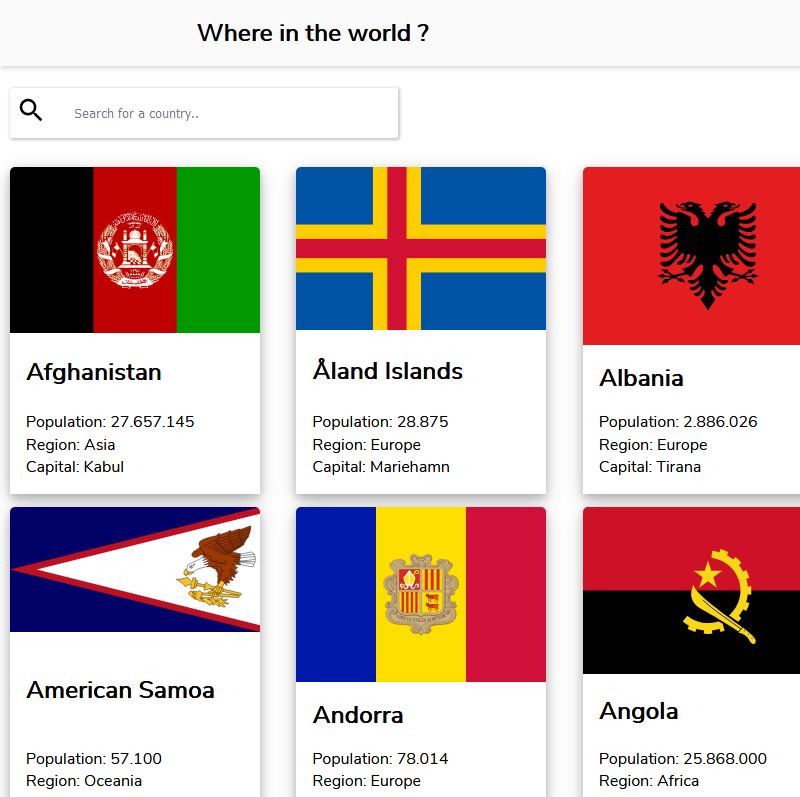 Where in the world ?
Search for a country..
Afghanistan
Population: 27.657.145
Region: Asia
Capital: Kabul
Åland Islands
Population: 28.875
Region: Europe
Capital: Mariehamn
Albania
Population: 2.886.026
Region: Europe
Capital: Tirana
American Samoa
Population: 57.100
Region: Oceania
Andorra
Population: 78.014
Region: Europe
Angola
Population: 25.868.000
Region: Africa